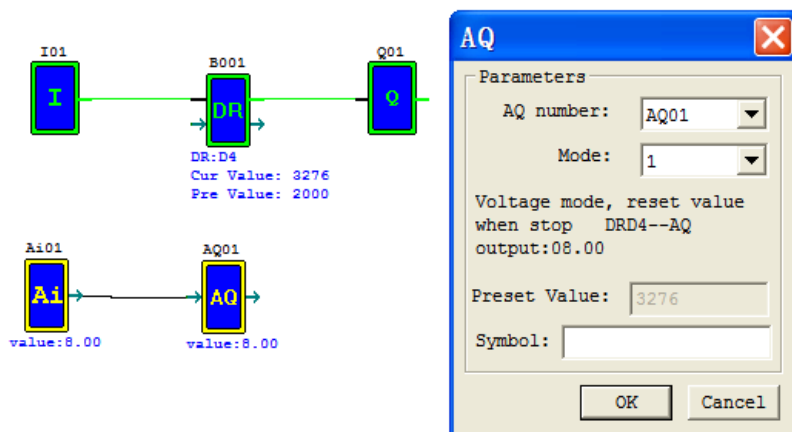 I01
B001
Q01
I
DR
Q
DR:D4
Cur Value: 3276
Pre Value: 2000
Ai01
AQ01
Ai
AQ
value:8.00
value:8.00
AQ
Parameters
AQ number: AQ01
Mode: 1
Voltage mode, reset value
when stop DRD4--AQ
output:08.00
Preset Value: 3276
Symbol:
OK Cancel